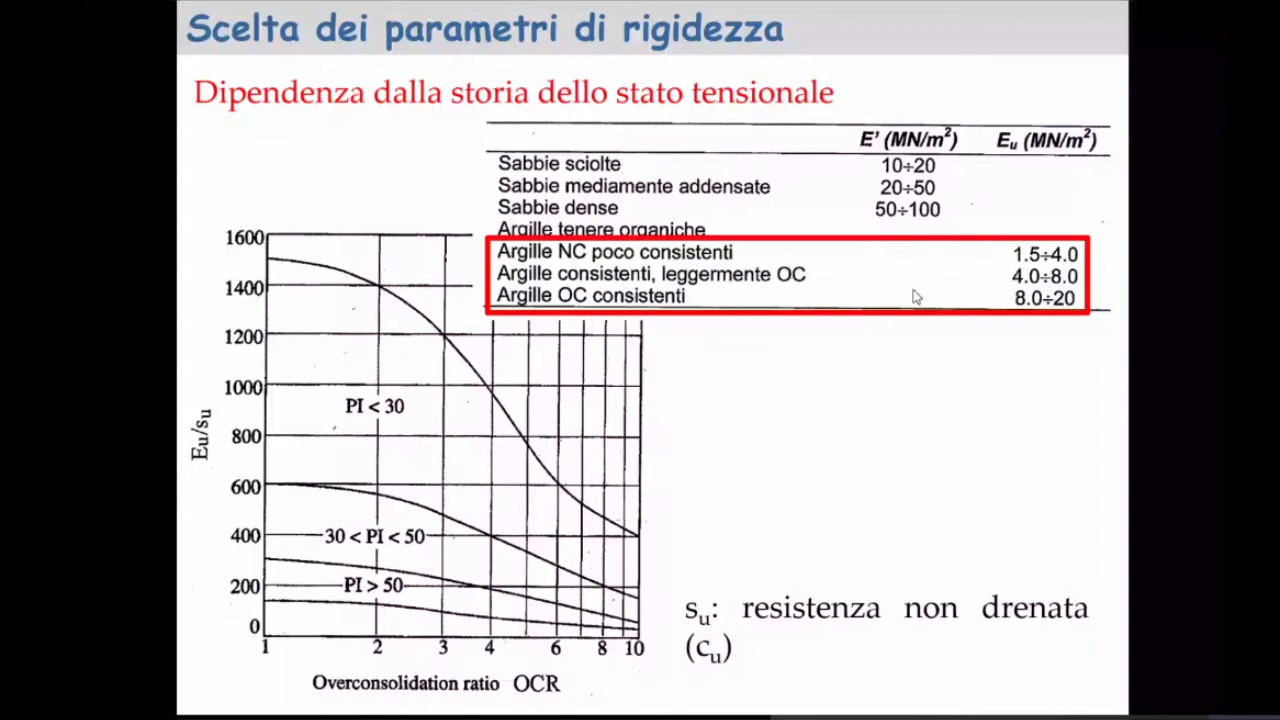 Scelta dei parametri di rigidezza
Dipendenza dalla storia dello stato tensionale
E' (MN/m²) Eu (MN/m²)
Sabbie sciolte 10÷20
Sabbie mediamente addensate 20÷50
Sabbie dense 50÷100
Argille tenere organiche
Argille NC poco consistenti 1.5÷4.0
Argille consistenti, leggermente OC 4.0÷8.0
Argille OC consistenti 8.0÷20
1600
1400
1200
1000
800
600
400
200
0
Eu/su
PI < 30
30 < PI < 50
PI > 50
1 2 3 4 6 8 10
Overconsolidation ratio OCR
su: resistenza non drenata
(cu)